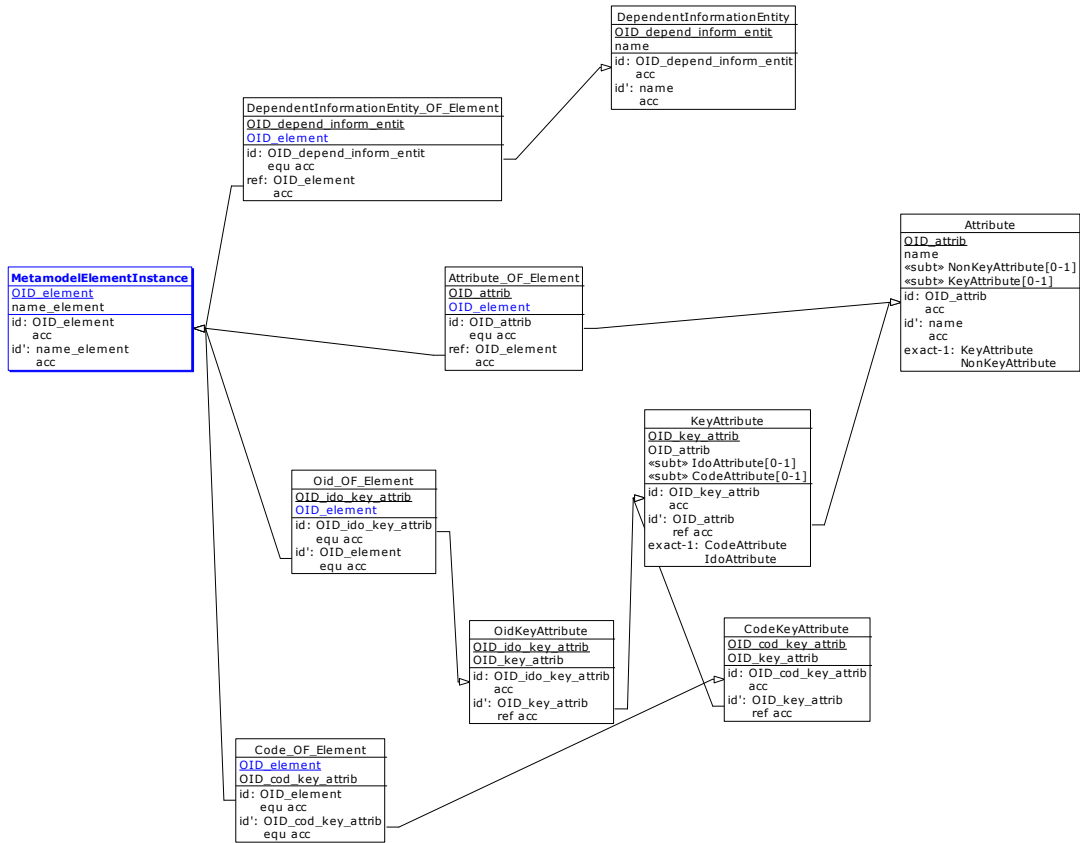 DependentInformationEntity
OID_depend_inform_entit
name
id: OID_depend_inform_entit
acc
id': name
acc
DependentInformationEntity_OF_Element
OID_depend_inform_entit
OID_element
id: OID_depend_inform_entit
equ acc
ref: OID_element
acc
Attribute
OID_attrib
name
«subt» NonKeyAttribute[0-1]
«subt» KeyAttribute[0-1]
id: OID_attrib
acc
id': name
acc
exact-1: KeyAttribute
NonKeyAttribute
MetamodelElementInstance
OID_element
name_element
id: OID_element
acc
id': name_element
acc
Attribute_OF_Element
OID_attrib
OID_element
id: OID_attrib
equ acc
ref: OID_element
acc
KeyAttribute
OID_key_attrib
OID_attrib
«subt» IdoAttribute[0-1]
«subt» CodeAttribute[0-1]
id: OID_key_attrib
acc
id': OID_attrib
ref acc
exact-1: CodeAttribute
IdoAttribute
Oid_OF_Element
OID_ido_key_attrib
OID_element
id: OID_ido_key_attrib
equ acc
id': OID_element
equ acc
OidKeyAttribute
OID_ido_key_attrib
OID_key_attrib
id: OID_ido_key_attrib
acc
id': OID_key_attrib
ref acc
CodeKeyAttribute
OID_cod_key_attrib
OID_key_attrib
id: OID_cod_key_attrib
acc
id': OID_key_attrib
ref acc
Code_OF_Element
OID_element
OID_cod_key_attrib
id: OID_element
equ acc
id': OID_cod_key_attrib
equ acc